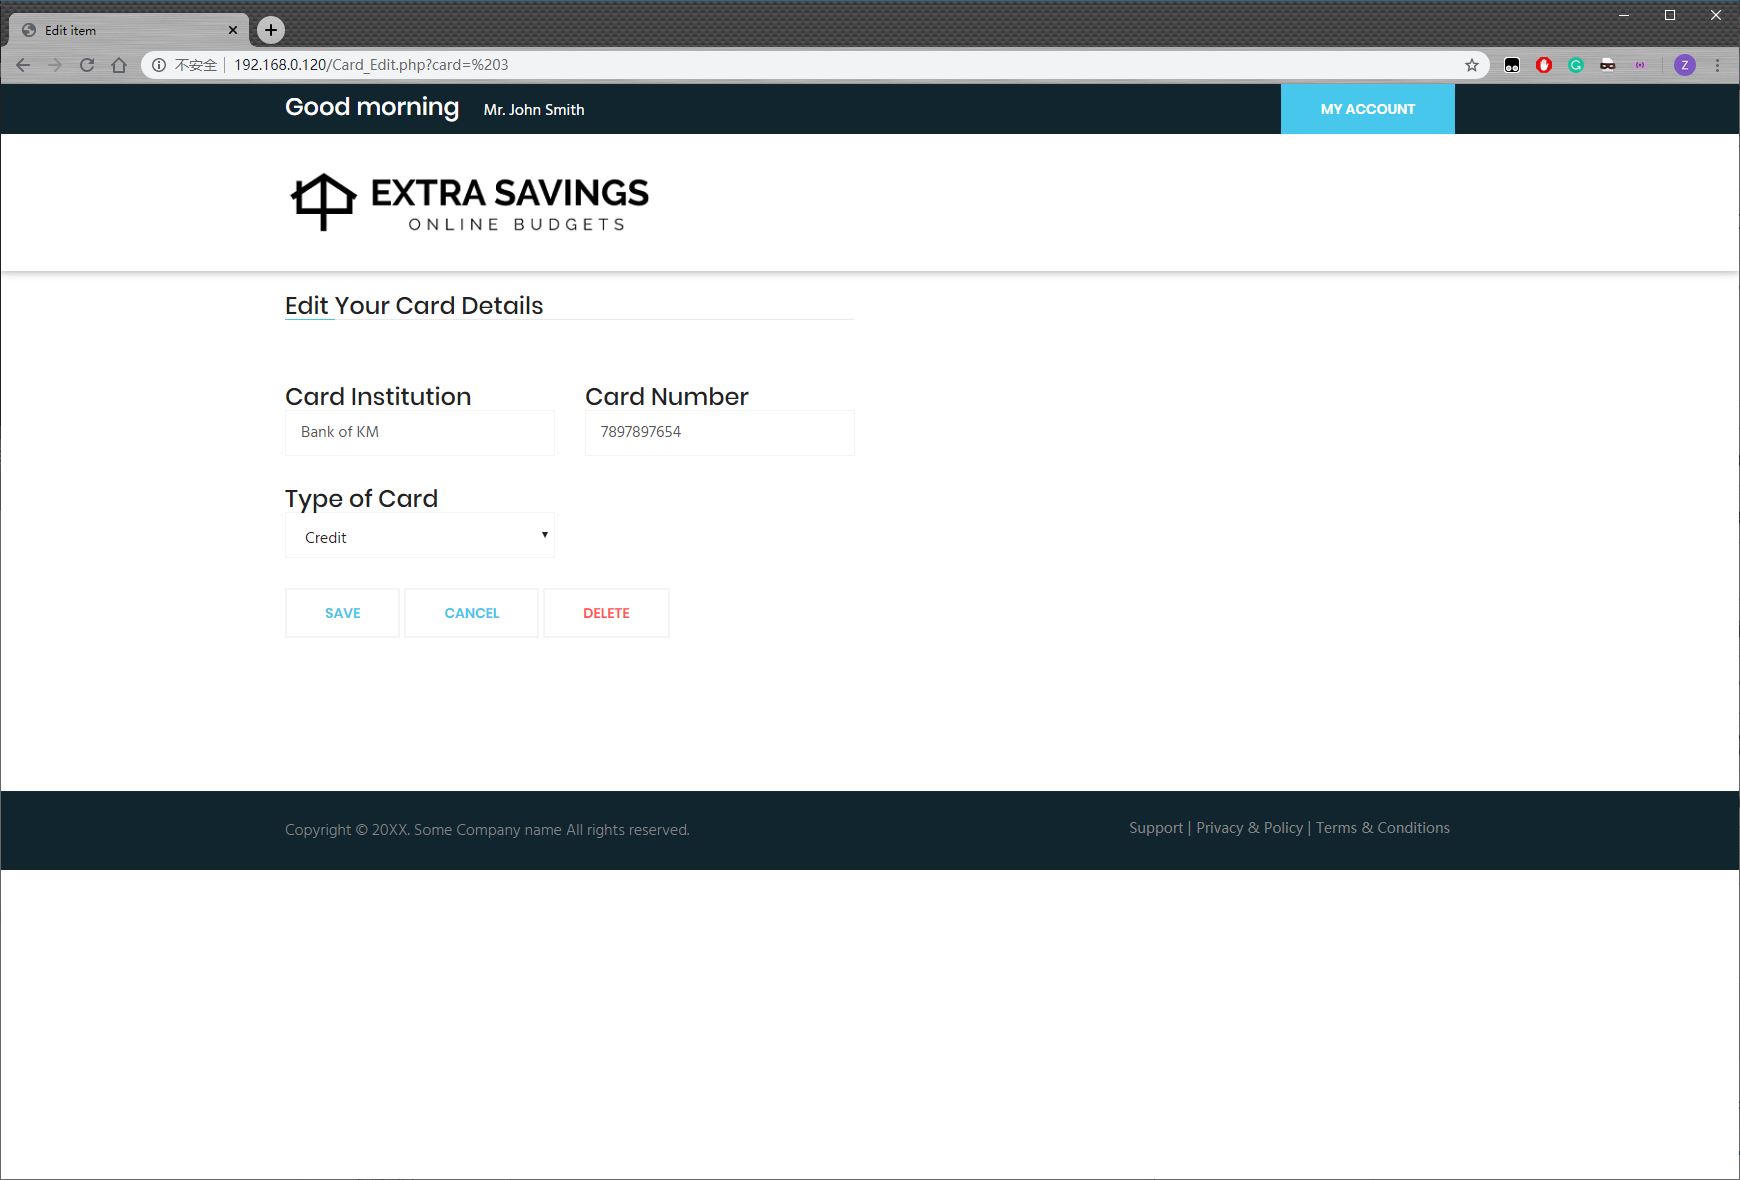 Edit item
不安全 192.168.0.120/Card_Edit.php?card=%203
Z
Good morning Mr. John Smith MY ACCOUNT
EXTRA SAVINGS
ONLINE BUDGETS
Edit Your Card Details
Card Institution Card Number
Bank of KM 7897897654
Type of Card
Credit
SAVE CANCEL DELETE
Copyright © 20XX. Some Company name All rights reserved. Support | Privacy & Policy | Terms & Conditions